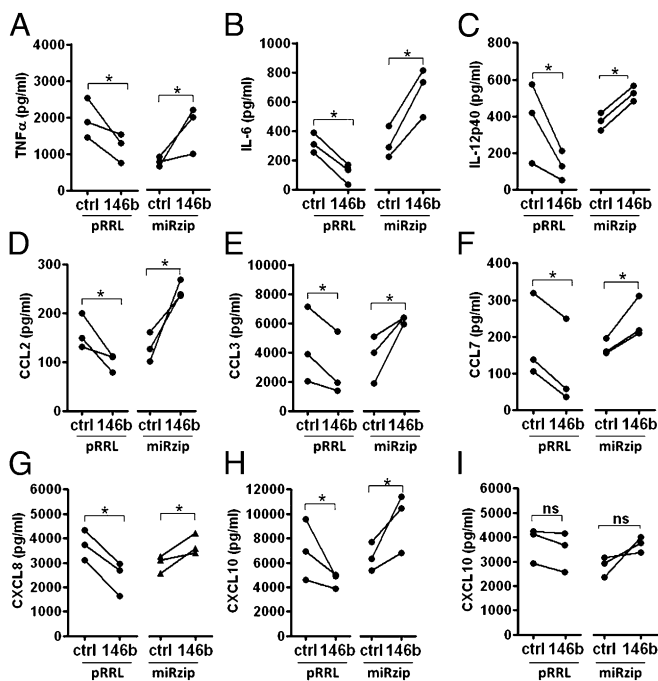 A
TNFα (pg/ml)
4000
3000
2000
1000
0
*
*
ctrl 146b ctrl 146b
pRRL miRzip
B
IL-6 (pg/ml)
1000
800
600
400
200
0
*
*
ctrl 146b ctrl 146b
pRRL miRzip
C
IL-12p40 (pg/ml)
800
600
400
200
0
*
*
ctrl 146b ctrl 146b
pRRL miRzip
D
CCL2 (pg/ml)
300
200
100
0
*
*
ctrl 146b ctrl 146b
pRRL miRzip
E
CCL3 (pg/ml)
10000
8000
6000
4000
2000
0
*
*
ctrl 146b ctrl 146b
pRRL miRzip
F
CCL7 (pg/ml)
400
300
200
100
0
*
*
ctrl 146b ctrl 146b
pRRL miRzip
G
CXCL8 (pg/ml)
6000
5000
4000
3000
2000
1000
0
*
*
ctrl 146b ctrl 146b
pRRL miRzip
H
CXCL10 (pg/ml)
12000
10000
8000
6000
4000
2000
0
*
*
ctrl 146b ctrl 146b
pRRL miRzip
I
CXCL10 (pg/ml)
6000
5000
4000
3000
2000
1000
0
ns
ns
ctrl 146b ctrl 146b
pRRL miRzip